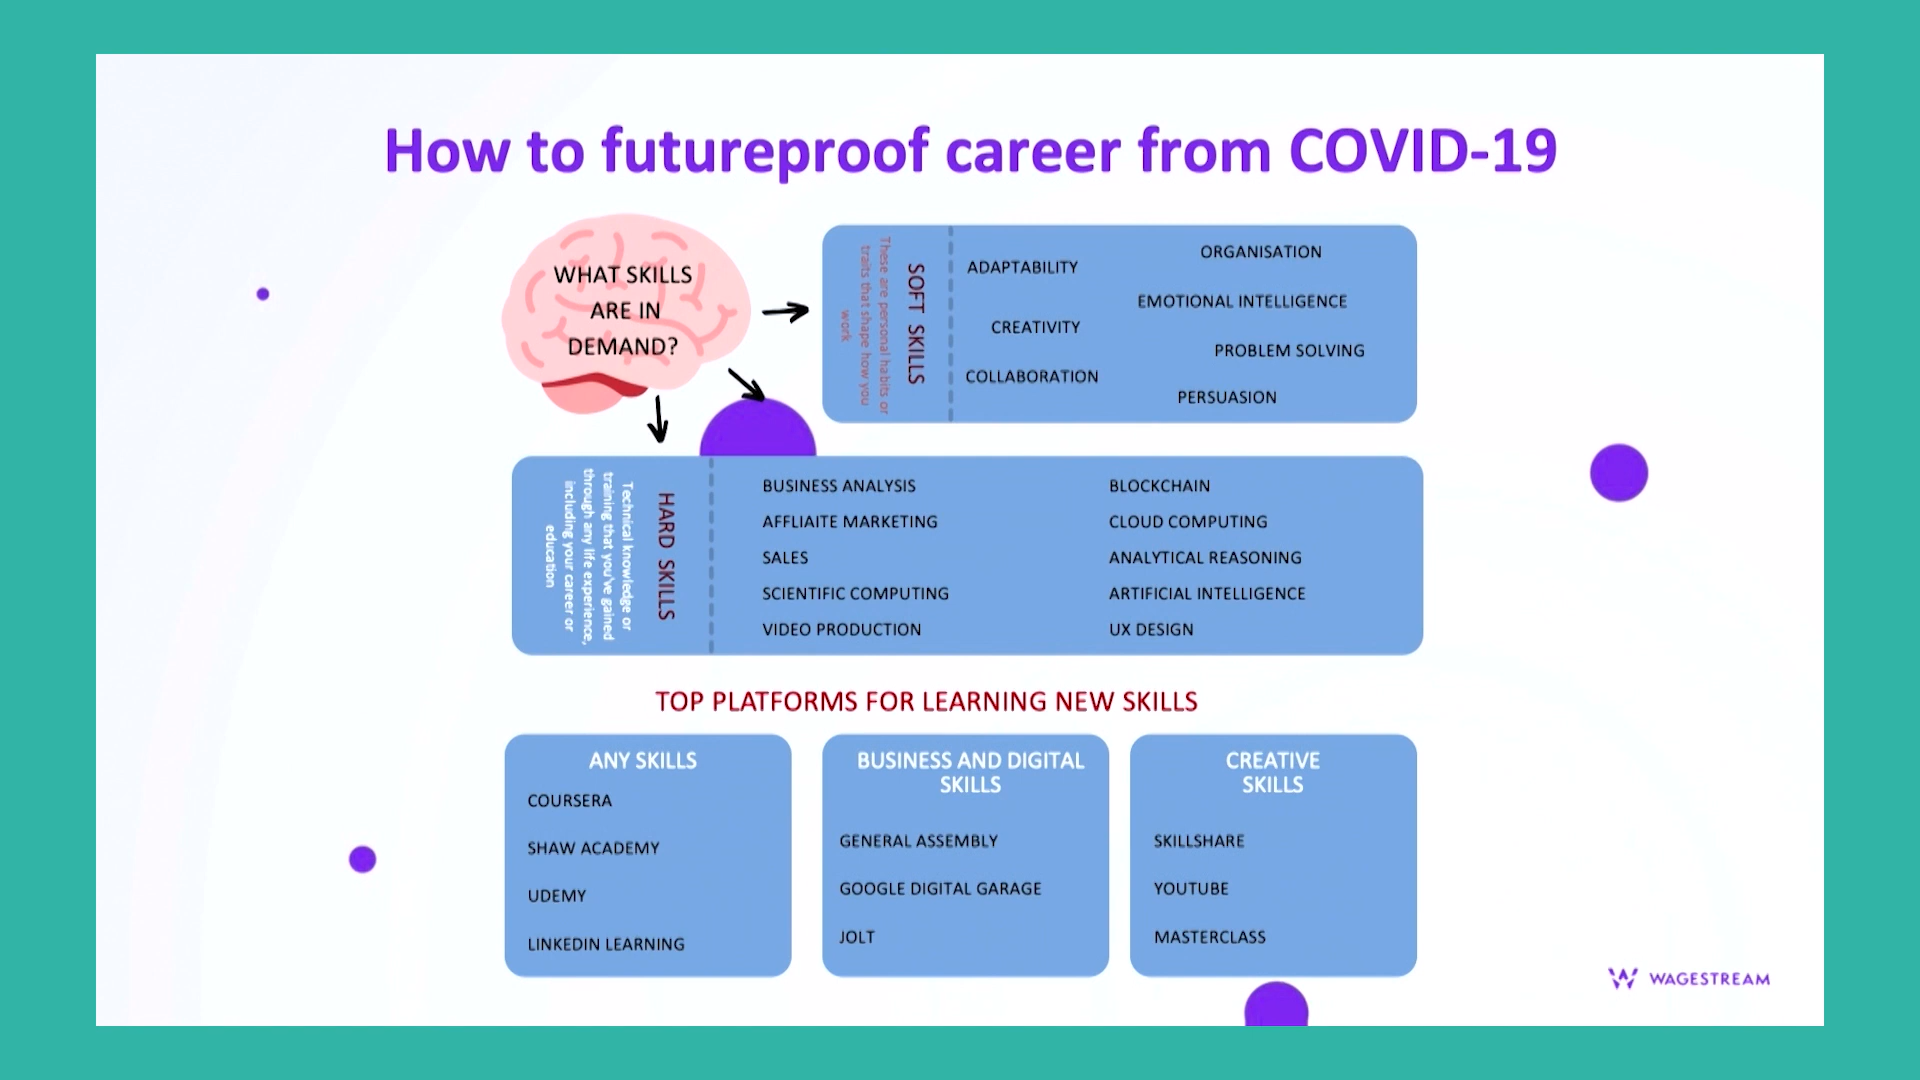 How to futureproof career from COVID-19
WHAT SKILLS
ARE IN
DEMAND?
SOFT SKILLS
These are personal habits or
traits that shape how you
work
ADAPTABILITY
CREATIVITY
COLLABORATION
ORGANISATION
EMOTIONAL INTELLIGENCE
PROBLEM SOLVING
PERSUASION
HARD SKILLS
Technical knowledge or
training that you've gained
through any life experience,
including your career or
education
BUSINESS ANALYSIS
AFFLIAITE MARKETING
SALES
SCIENTIFIC COMPUTING
VIDEO PRODUCTION
BLOCKCHAIN
CLOUD COMPUTING
ANALYTICAL REASONING
ARTIFICIAL INTELLIGENCE
UX DESIGN
TOP PLATFORMS FOR LEARNING NEW SKILLS
ANY SKILLS
COURSERA
SHAW ACADEMY
UDEMY
LINKEDIN LEARNING
BUSINESS AND DIGITAL
SKILLS
GENERAL ASSEMBLY
GOOGLE DIGITAL GARAGE
JOLT
CREATIVE
SKILLS
SKILLSHARE
YOUTUBE
MASTERCLASS
WAGESTREAM